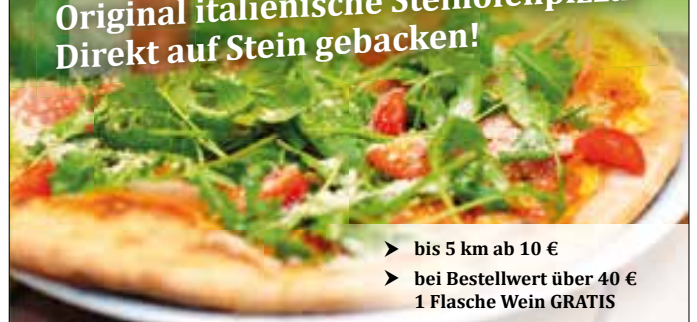 Original italienische Steinofenpizza
Direkt auf Stein gebacken!
➤ bis 5 km ab 10 €
➤ bei Bestellwert über 40 €
1 Flasche Wein GRATIS